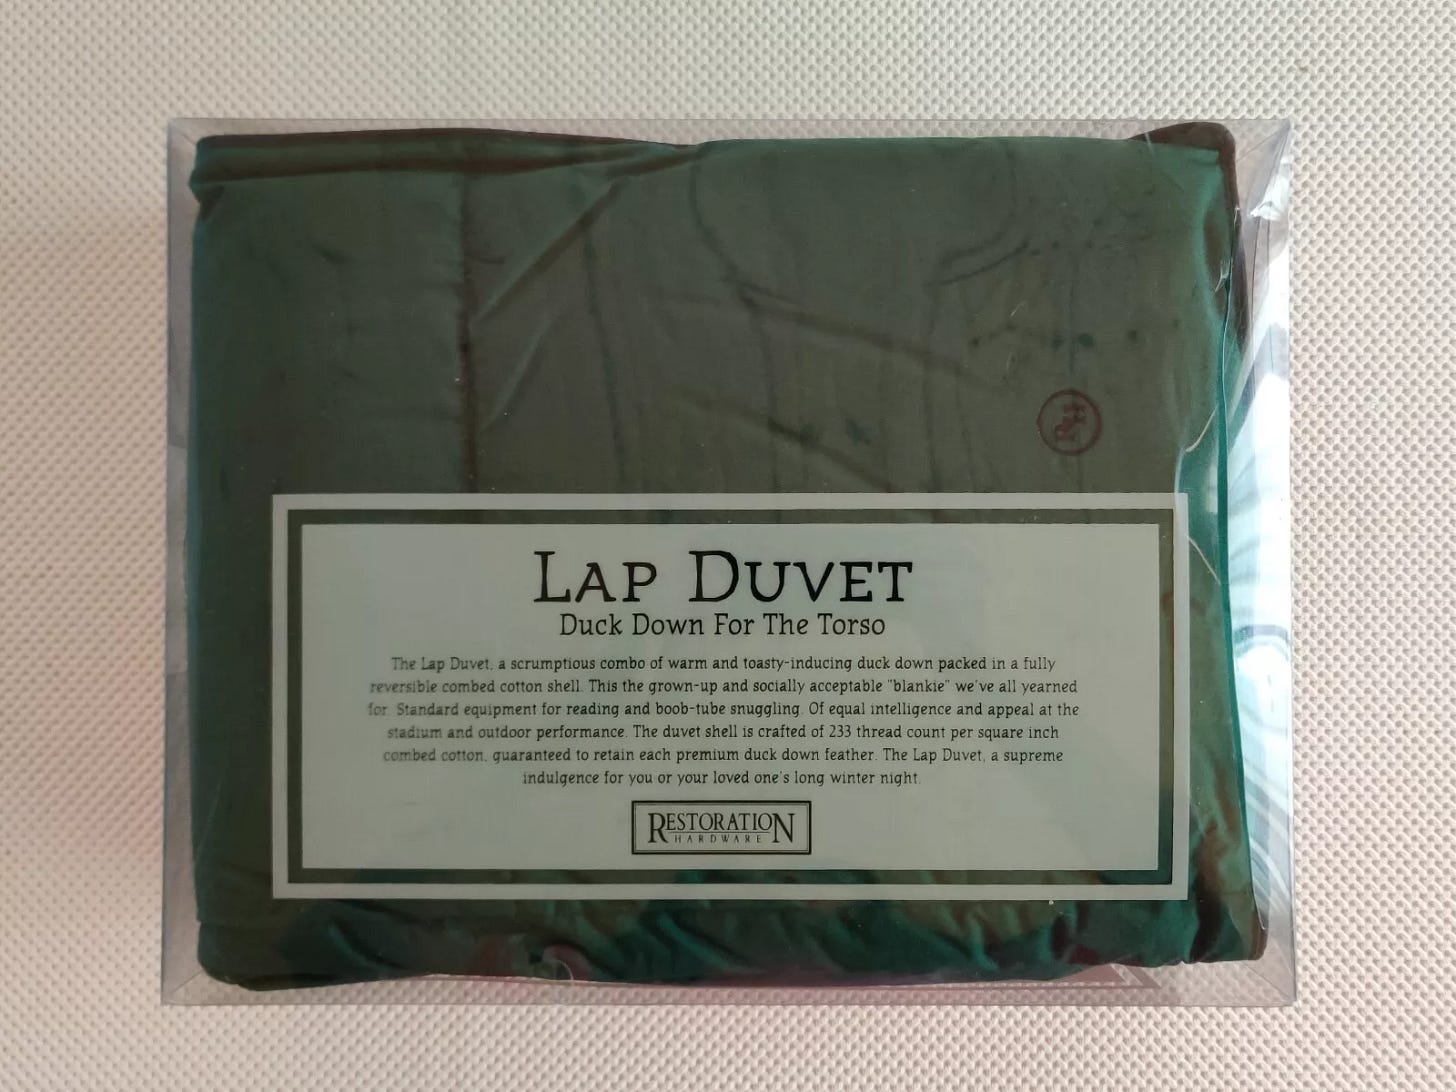 RH
LAP DUVET
Duck Down For The Torso
The Lap Duvet, a scrumptious combo of warm and toasty-inducing duck down packed in a fully
reversible combed cotton shell. This the grown-up and socially acceptable "blankie" we've all yearned
for. Standard equipment for reading and boob-tube snuggling. Of equal intelligence and appeal at the
stadium and outdoor performance. The duvet shell is crafted of 233 thread count per square inch
combed cotton, guaranteed to retain each premium duck down feather. The Lap Duvet, a supreme
indulgence for you or your loved one's long winter night.
RESTORATION
HARDWARE